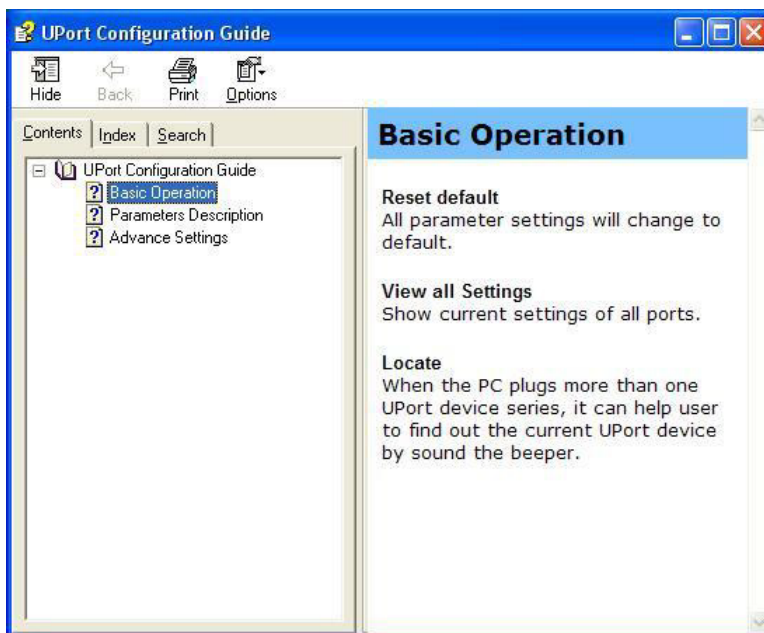 UPort Configuration Guide
Hide Back Print Options
Contents Index Search
UPort Configuration Guide
Basic Operation
Parameters Description
Advance Settings
Basic Operation
Reset default
All parameter settings will change to
default.
View all Settings
Show current settings of all ports.
Locate
When the PC plugs more than one
UPort device series, it can help user
to find out the current UPort device
by sound the beeper.